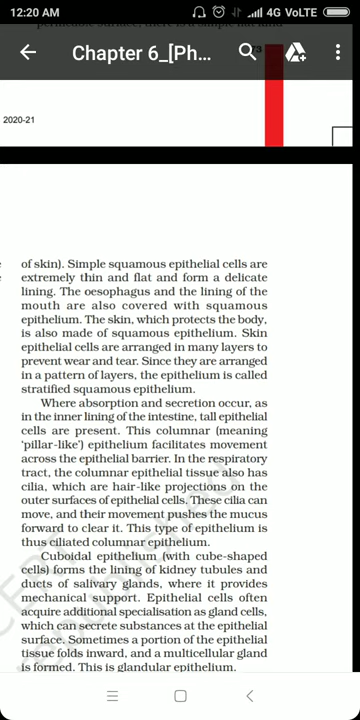 12:20 AM
4G VoLTE
Chapter 6_[Ph...
73
2020-21
of skin). Simple squamous epithelial cells are
extremely thin and flat and form a delicate
lining. The oesophagus and the lining of the
mouth are also covered with squamous
epithelium. The skin, which protects the body,
is also made of squamous epithelium. Skin
epithelial cells are arranged in many layers to
prevent wear and tear. Since they are arranged
in a pattern of layers, the epithelium is called
stratified squamous epithelium.
Where absorption and secretion occur, as
in the inner lining of the intestine, tall epithelial
cells are present. This columnar (meaning
‘pillar-like’) epithelium facilitates movement
across the epithelial barrier. In the respiratory
tract, the columnar epithelial tissue also has
cilia, which are hair-like projections on the
outer surfaces of epithelial cells. These cilia can
move, and their movement pushes the mucus
forward to clear it. This type of epithelium is
thus ciliated columnar epithelium.
Cuboidal epithelium (with cube-shaped
cells) forms the lining of kidney tubules and
ducts of salivary glands, where it provides
mechanical support. Epithelial cells often
acquire additional specialisation as gland cells,
which can secrete substances at the epithelial
surface. Sometimes a portion of the epithelial
tissue folds inward, and a multicellular gland
is formed. This is glandular epithelium.